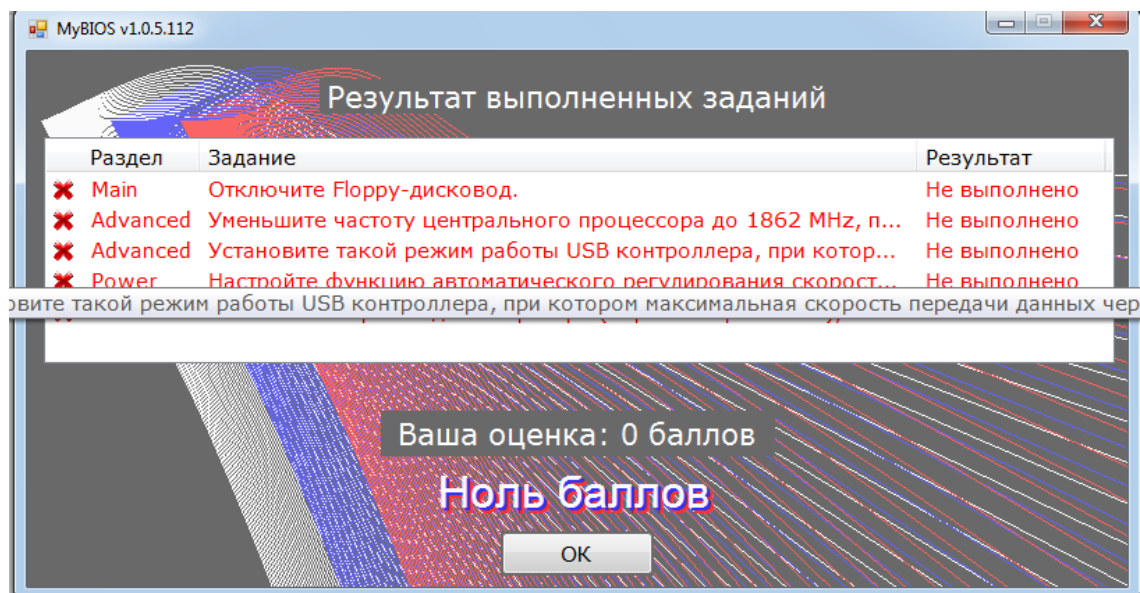 MyBIOS v1.0.5.112
Результат выполненных заданий
Раздел Задание Результат
Main Отключите Floppy-дисковод. Не выполнено
Advanced Уменьшите частоту центрального процессора до 1862 MHz, п... Не выполнено
Advanced Установите такой режим работы USB контроллера, при котор... Не выполнено
Power Настройте функцию автоматического регулирования скорост... Не выполнено
овите такой режим работы USB контроллера, при котором максимальная скорость передачи данных чер
Ваша оценка: 0 баллов
Ноль баллов
OK